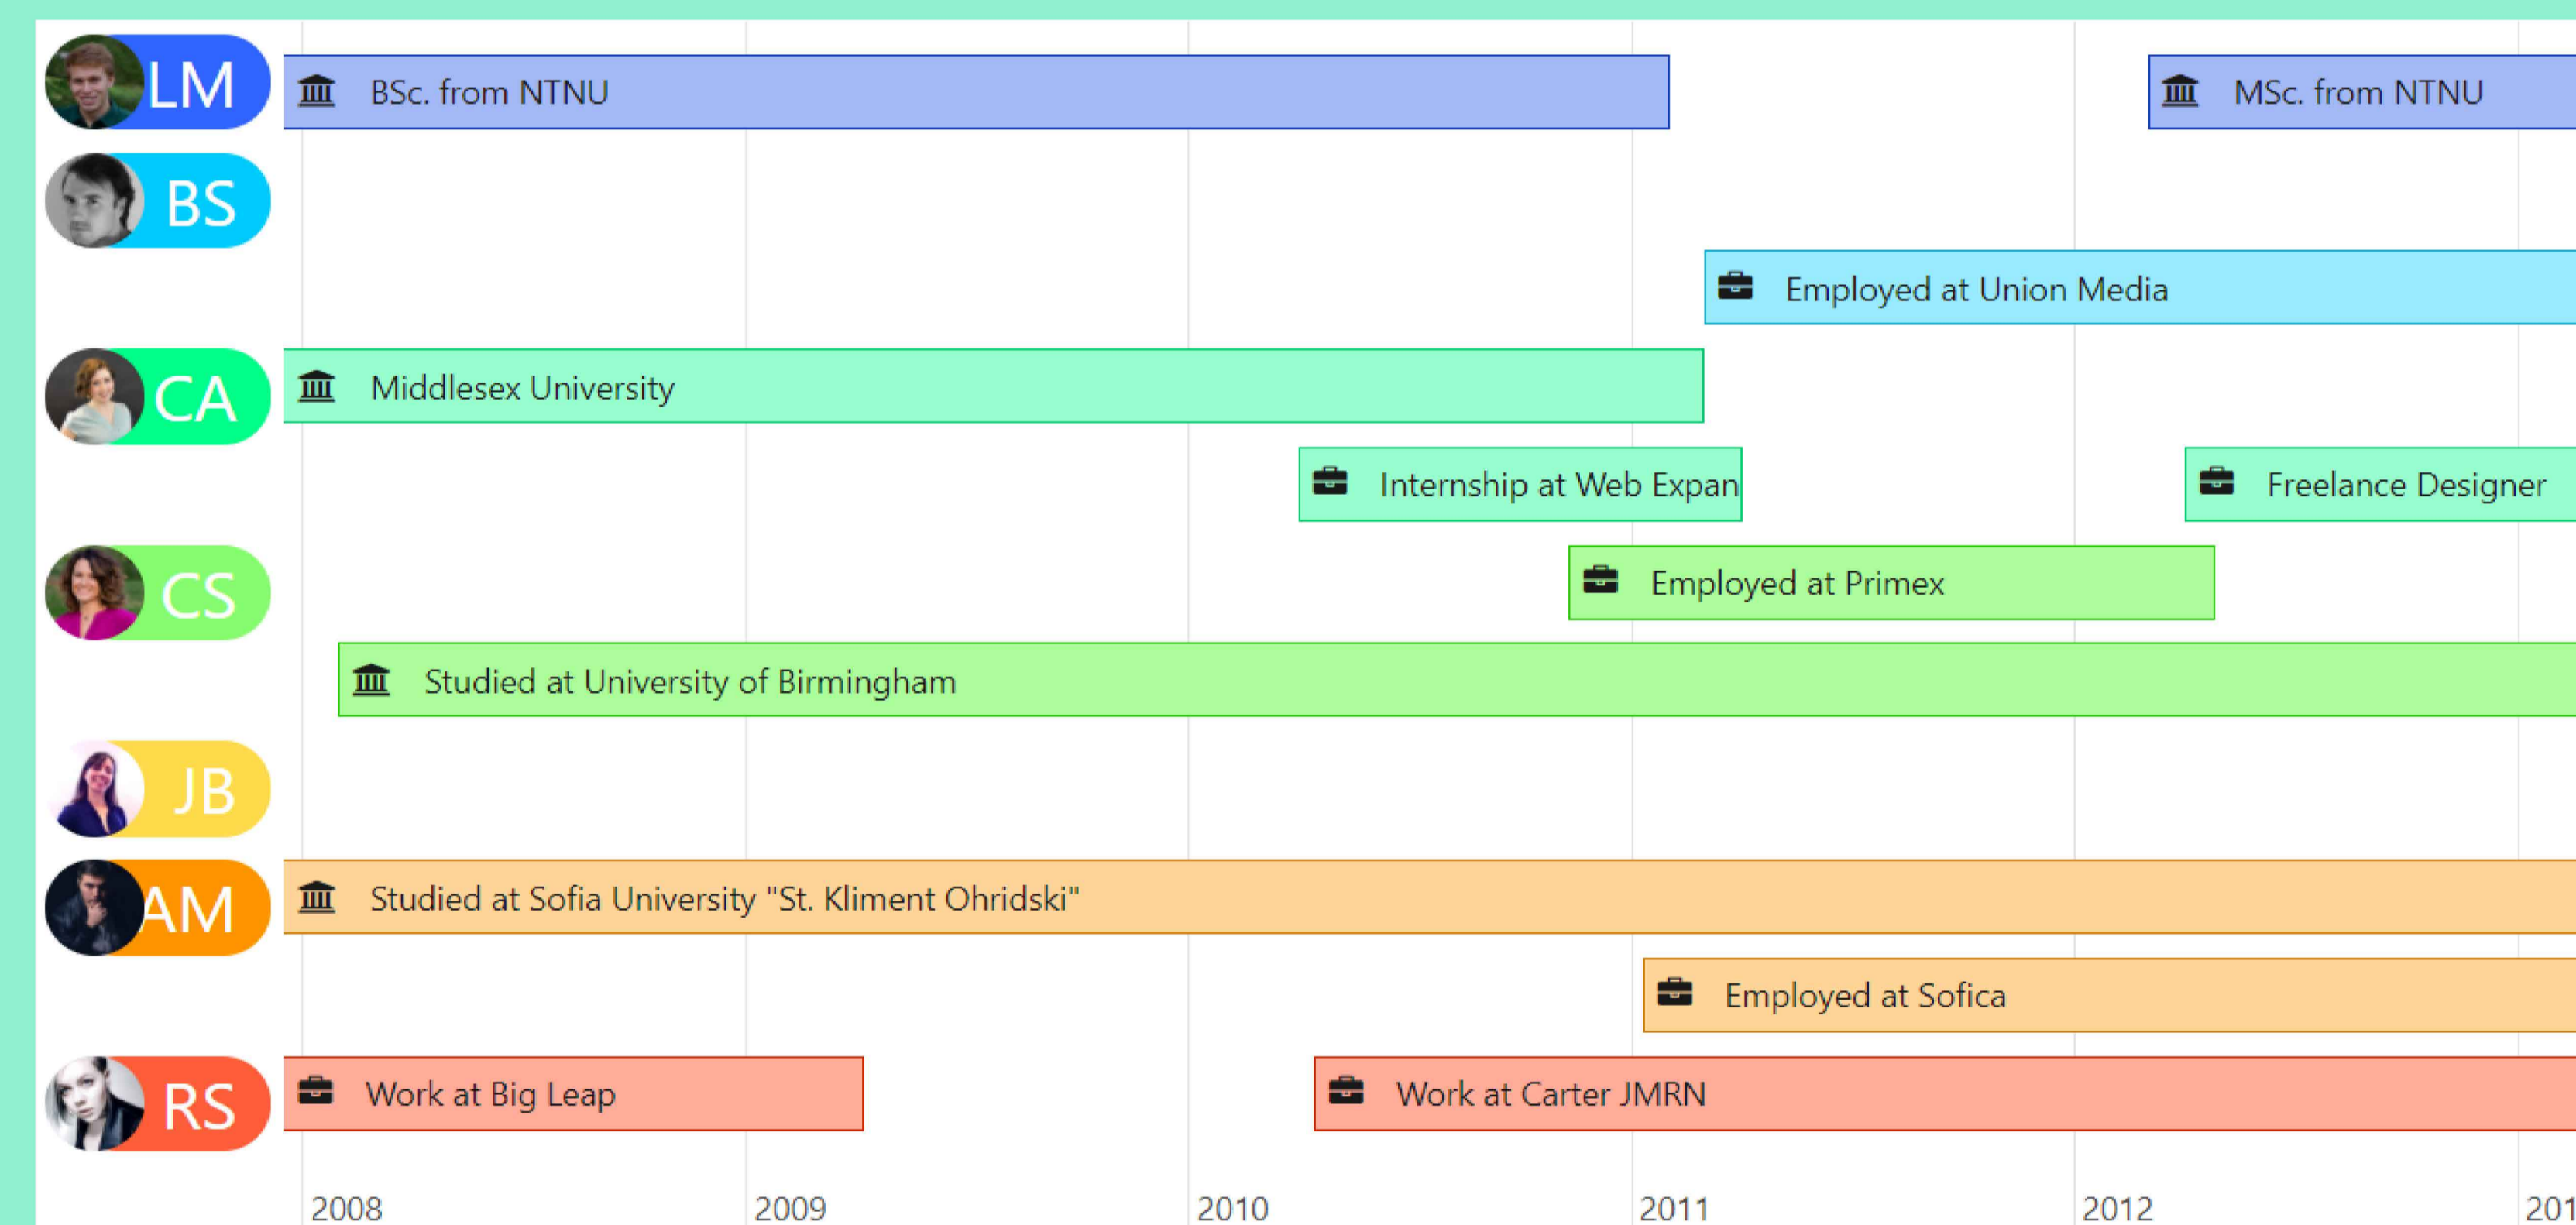 LM BSc. from NTNU MSc. from NTNU
BS
Employed at Union Media
CA Middlesex University
Internship at Web Expan Freelance Designer
CS Employed at Primex
Studied at University of Birmingham
JB
AM Studied at Sofia University "St. Kliment Ohridski"
Employed at Sofica
RS Work at Big Leap Work at Carter JMRN
2008 2009 2010 2011 2012 201